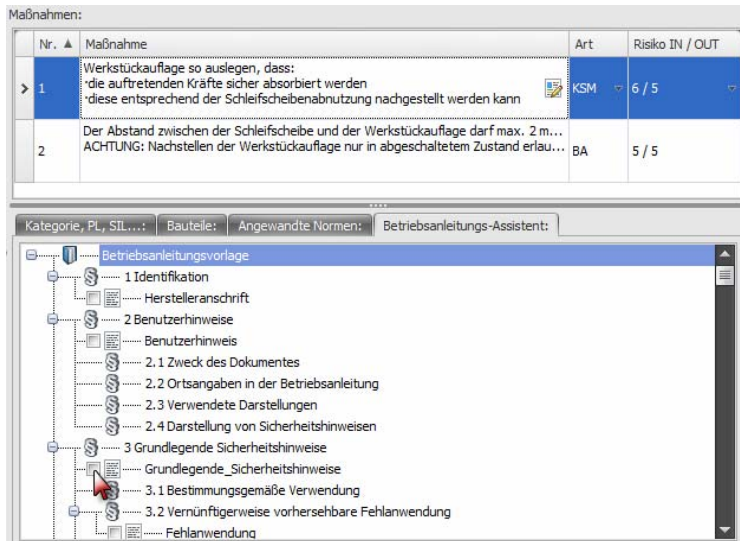 Maßnahmen:
Nr. Maßnahme Art Risiko IN / OUT
1 Werkstückauflage so auslegen, dass:
·die auftretenden Kräfte sicher absorbiert werden
·diese entsprechend der Schleifscheibenabnutzung nachgestellt werden kann
KSM 6 / 5
2 Der Abstand zwischen der Schleifscheibe und der Werkstückauflage darf max. 2 m...
ACHTUNG: Nachstellen der Werkstückauflage nur in abgeschaltetem Zustand erlau...
BA 5 / 5
Kategorie, PL, SIL...: Bauteile: Angewandte Normen: Betriebsanleitungs-Assistent:
Betriebsanleitungsvorlage
1 Identifikation
Herstelleranschrift
2 Benutzerhinweise
Benutzerhinweis
2.1 Zweck des Dokumentes
2.2 Ortsangaben in der Betriebsanleitung
2.3 Verwendete Darstellungen
2.4 Darstellung von Sicherheitshinweisen
3 Grundlegende Sicherheitshinweise
Grundlegende_Sicherheitshinweise
3.1 Bestimmungsgemäße Verwendung
3.2 Vernünftigerweise vorhersehbare Fehlanwendung
Fehlanwendung